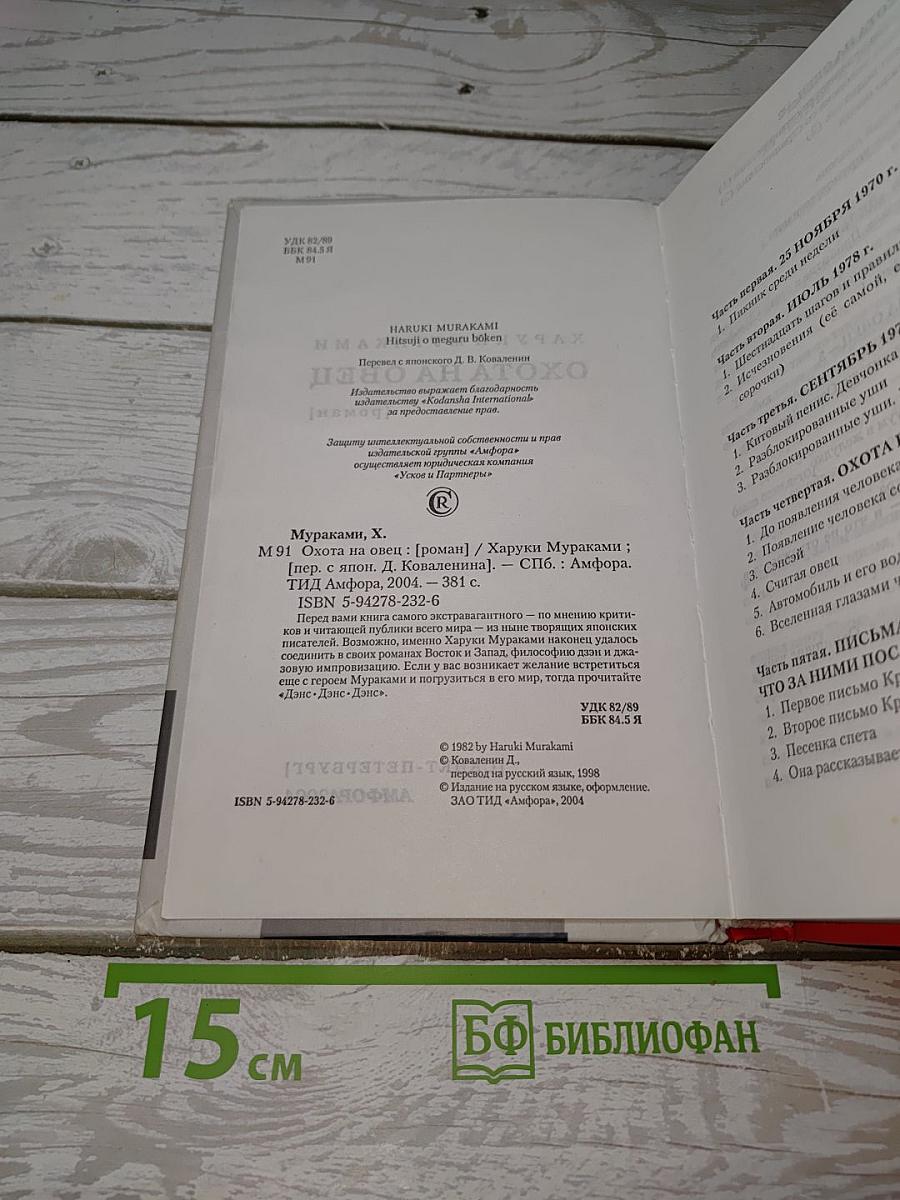 УДК 82/89
ББК 84.5 Я
М 91
HARUKI MURAKAMI
Hitsuji o meguru bōken
Перевел с японского Д. В. Коваленин
Издательство выражает благодарность
издательству «Kodansha International»
за предоставление прав.
Защиту интеллектуальной собственности и прав
издательской группы «Амфора»
осуществляет юридическая компания
«Усков и Партнеры»
Мураками, Х.
М 91 Охота на овец : [роман] / Харуки Мураками ;
[пер. с япон. Д. Коваленина]. — СПб. : Амфора.
ТИД Амфора, 2004. — 381 с.
ISBN 5-94278-232-6
Перед вами книга самого экстравагантного — по мнению крити-
ков и читающей публики всего мира — из ныне творящих японских
писателей. Возможно, именно Харуки Мураками наконец удалось
соединить в своих романах Восток и Запад, философию дзэн и джа-
зовую импровизацию. Если у вас возникает желание встретиться
еще с героем Мураками и погрузиться в его мир, тогда прочитайте
«Дэнс·Дэнс·Дэнс».
УДК 82/89
ББК 84.5 Я
© 1982 by Haruki Murakami
© Коваленин Д.,
перевод на русский язык, 1998
© Издание на русском языке, оформление.
ЗАО ТИД «Амфора», 2004
ISBN 5-94278-232-6
Часть первая. 25 НОЯБРЯ 1970 г.
1. Пикник среди недели
Часть вторая. ИЮЛЬ 1978 г.
1. Шестнадцать шагов и
2. Исчезновения (её самой,
сорочки)
Часть третья. СЕНТЯБРЬ
1. Китовый пенис. Девчонка
2. Разблокированные уши
3. Разблокированные уши.
Часть четвертая. ОХОТА
1. До появления человека
2. Появление человека
3. Сэнсэй
4. Считая овец
5. Автомобиль и его
6. Вселенная глазами
Часть пятая. ПИСЬМА
ЧТО ЗА НИМИ
1. Первое письмо
2. Второе письмо
3. Песенка спета
4. Она рассказывает
15 см
БФ БИБЛИОФАН